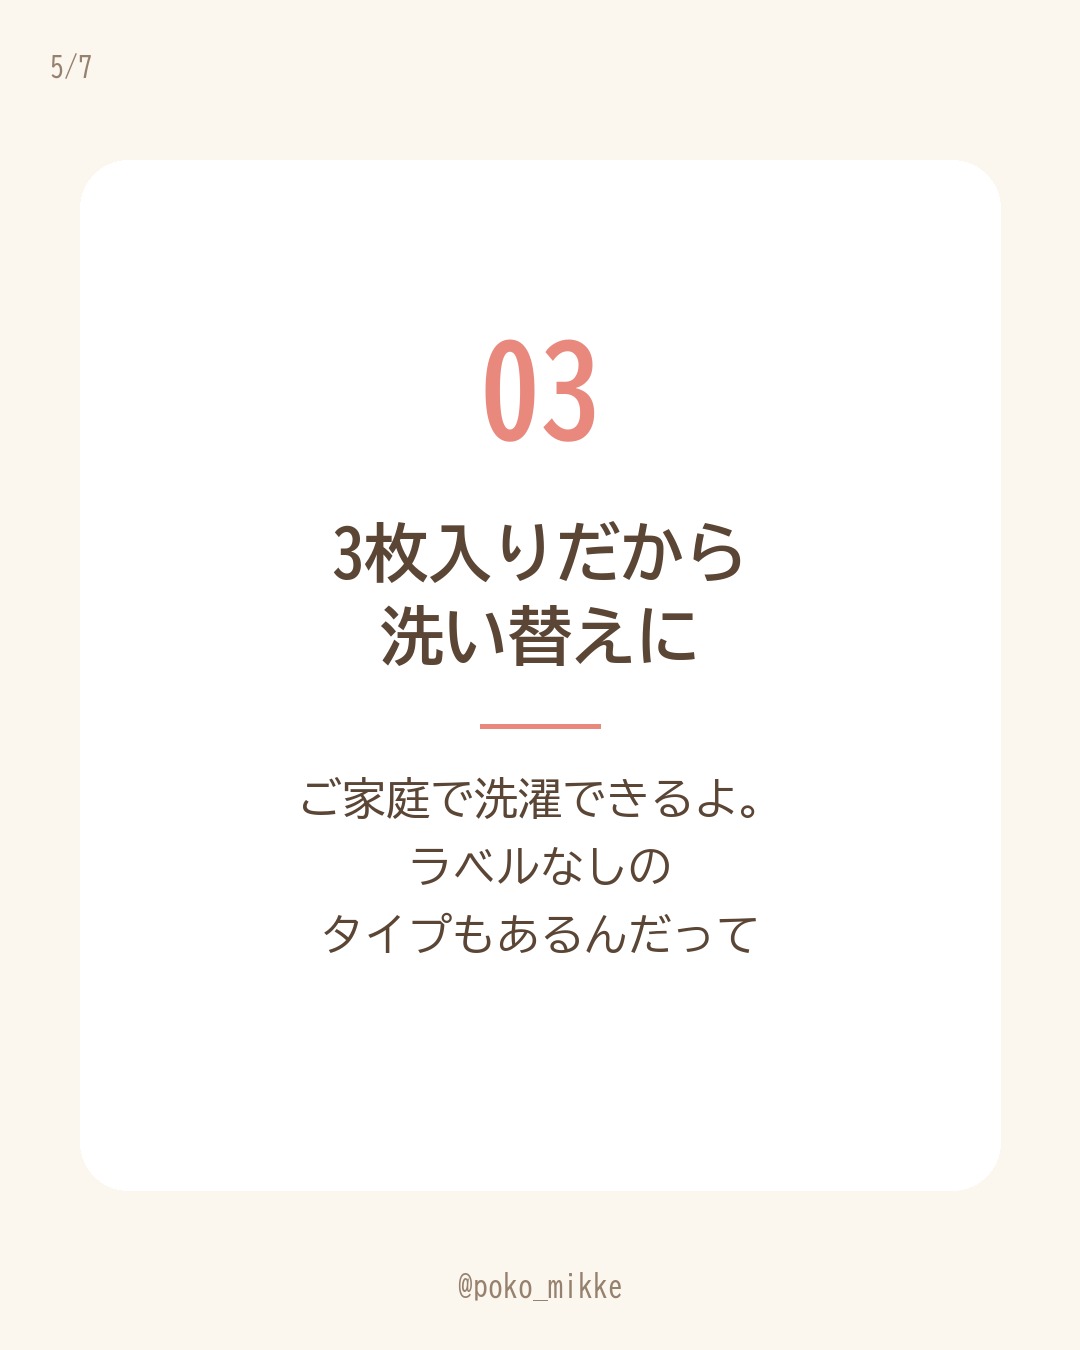 5/7
03
3枚入りだから
洗い替えに
ご家庭で洗濯できるよ。
ラベルなしの
タイプもあるんだって
@poko_mikke